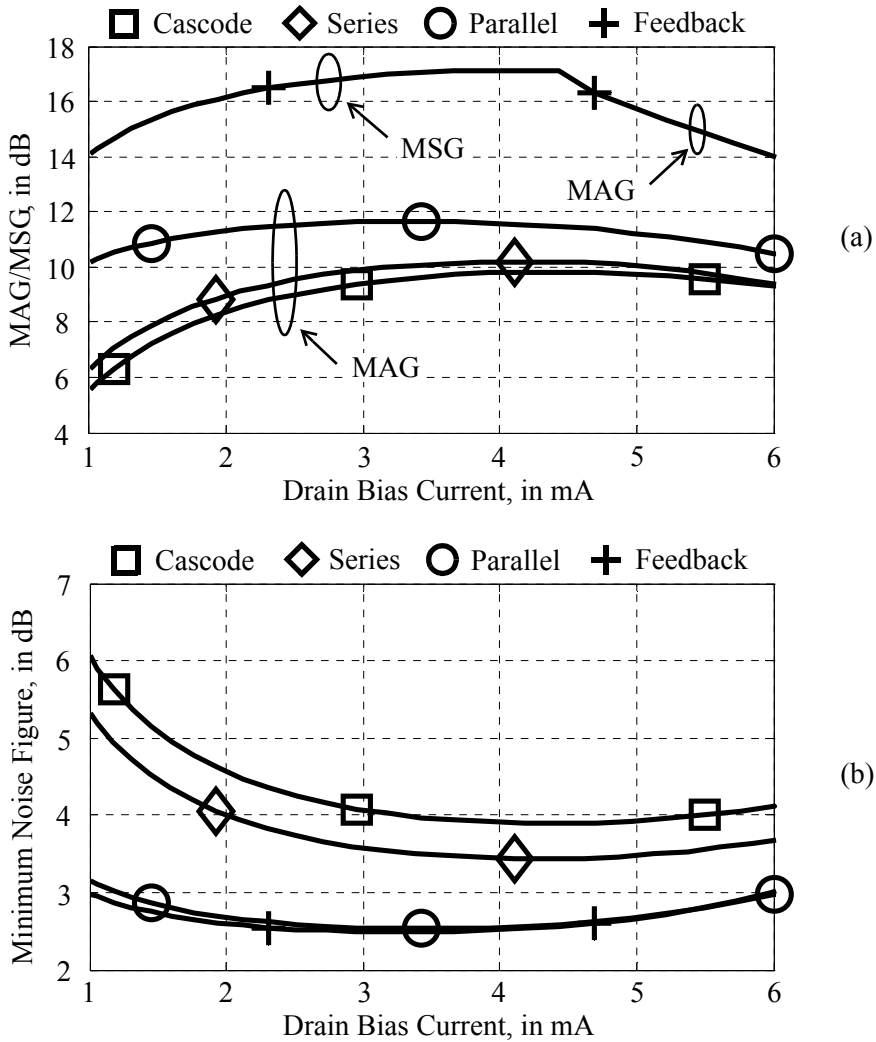 Cascode Series Parallel Feedback
18
16
14
12
10
8
6
4
MAG/MSG, in dB
MSG
MAG
MAG
1 2 3 4 5 6
Drain Bias Current, in mA
(a)
Cascode Series Parallel Feedback
7
6
5
4
3
2
Minimum Noise Figure, in dB
1 2 3 4 5 6
Drain Bias Current, in mA
(b)